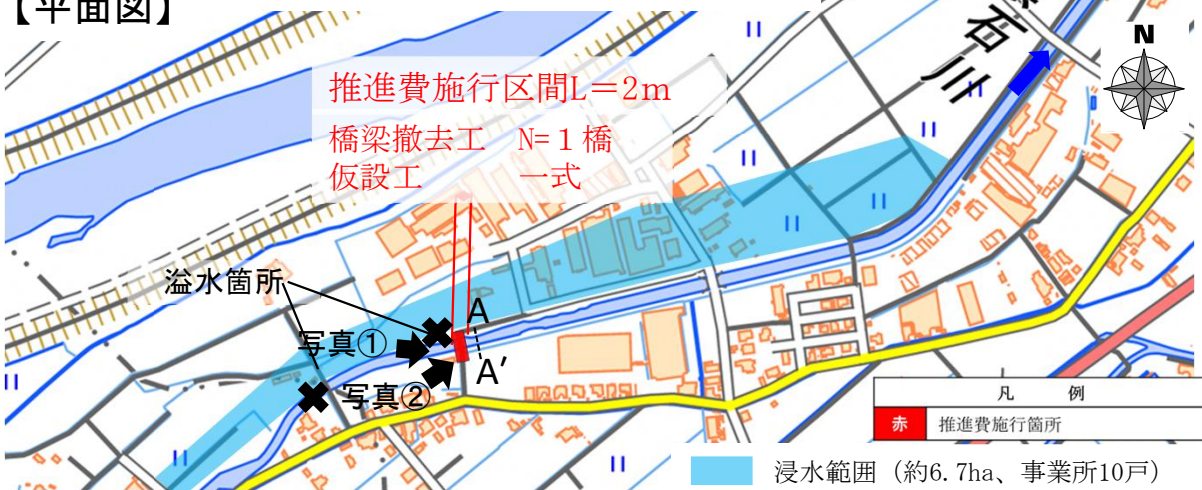 【平面図】
石川
N
推進費施行区間L＝2m
橋梁撤去工 N=１橋
仮設工 一式
溢水箇所
A
写真①
A′
写真②
凡 例
赤 推進費施行箇所
浸水範囲（約6.7ha、事業所10戸）